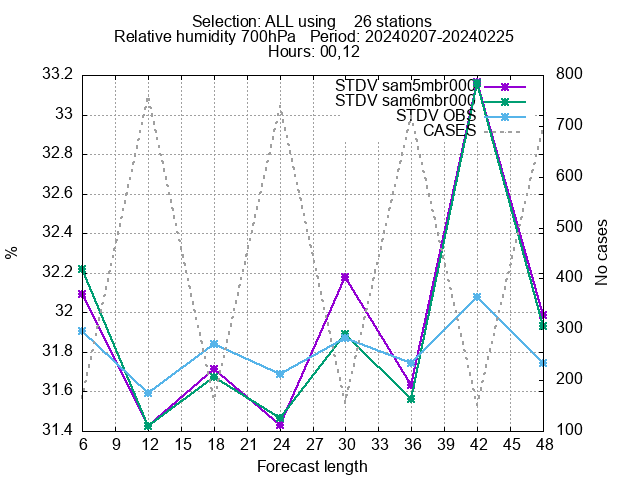 Selection: ALL using 26 stations
Relative humidity 700hPa Period: 20240207-20240225
Hours: 00,12
STDV sam5mbr000
STDV sam6mbr000
STDV OBS
CASES
33.2
33
32.8
32.6
32.4
32.2
32
31.8
31.6
31.4
%
800
700
600
500
400
300
200
100
No cases
6 9 12 15 18 21 24 27 30 33 36 39 42 45 48
Forecast length